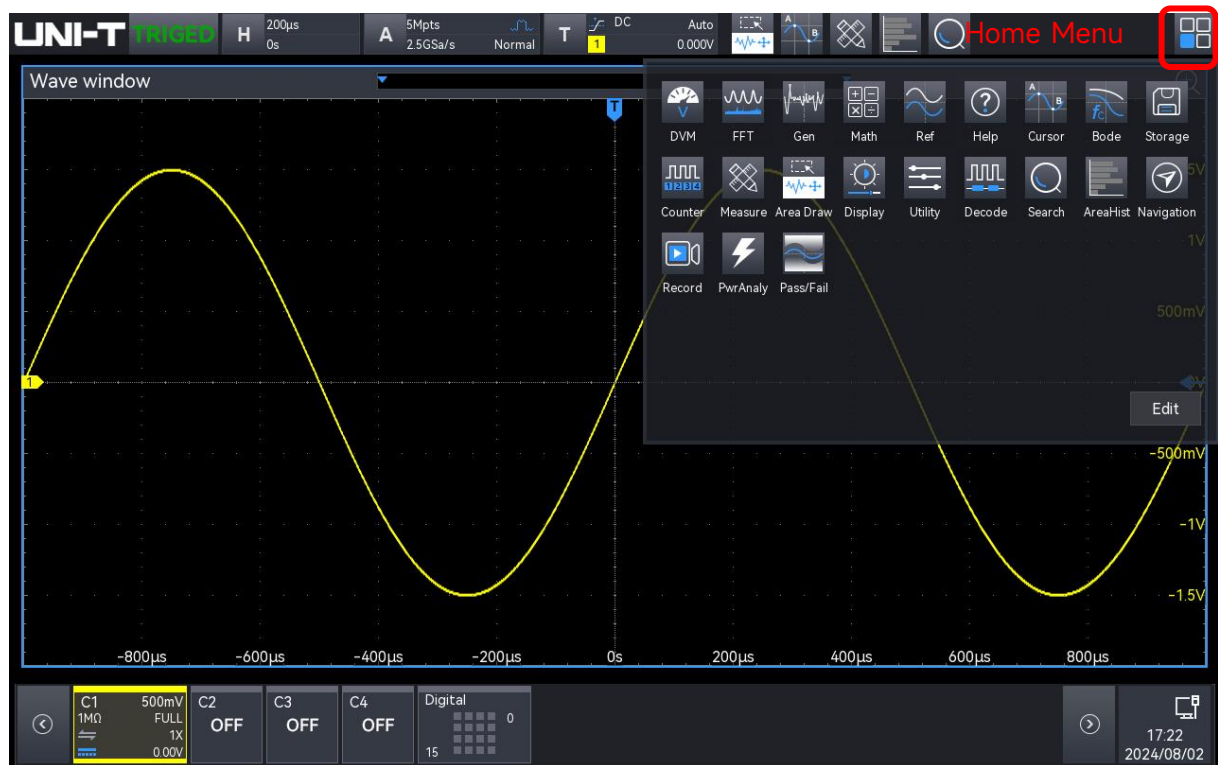 UNI-T TRIGED H 200µs A 5Mpts T DC Auto Home Menu
0s 2.5GSa/s Normal 1 0.000V A B
Wave window
T
DVM FFT Gen Math Ref Help Cursor Bode Storage
Counter Measure Area Draw Display Utility Decode Search AreaHist Navigation
1V
Record PwrAnaly Pass/Fail
500mV
1
Edit
-500mV
-1V
-1.5V
-800µs -600µs -400µs -200µs 0s 200µs 400µs 600µs 800µs
C1 500mV C2 C3 C4 Digital
1MΩ FULL OFF OFF OFF 0
1X
0.00V 15
17:22
2024/08/02